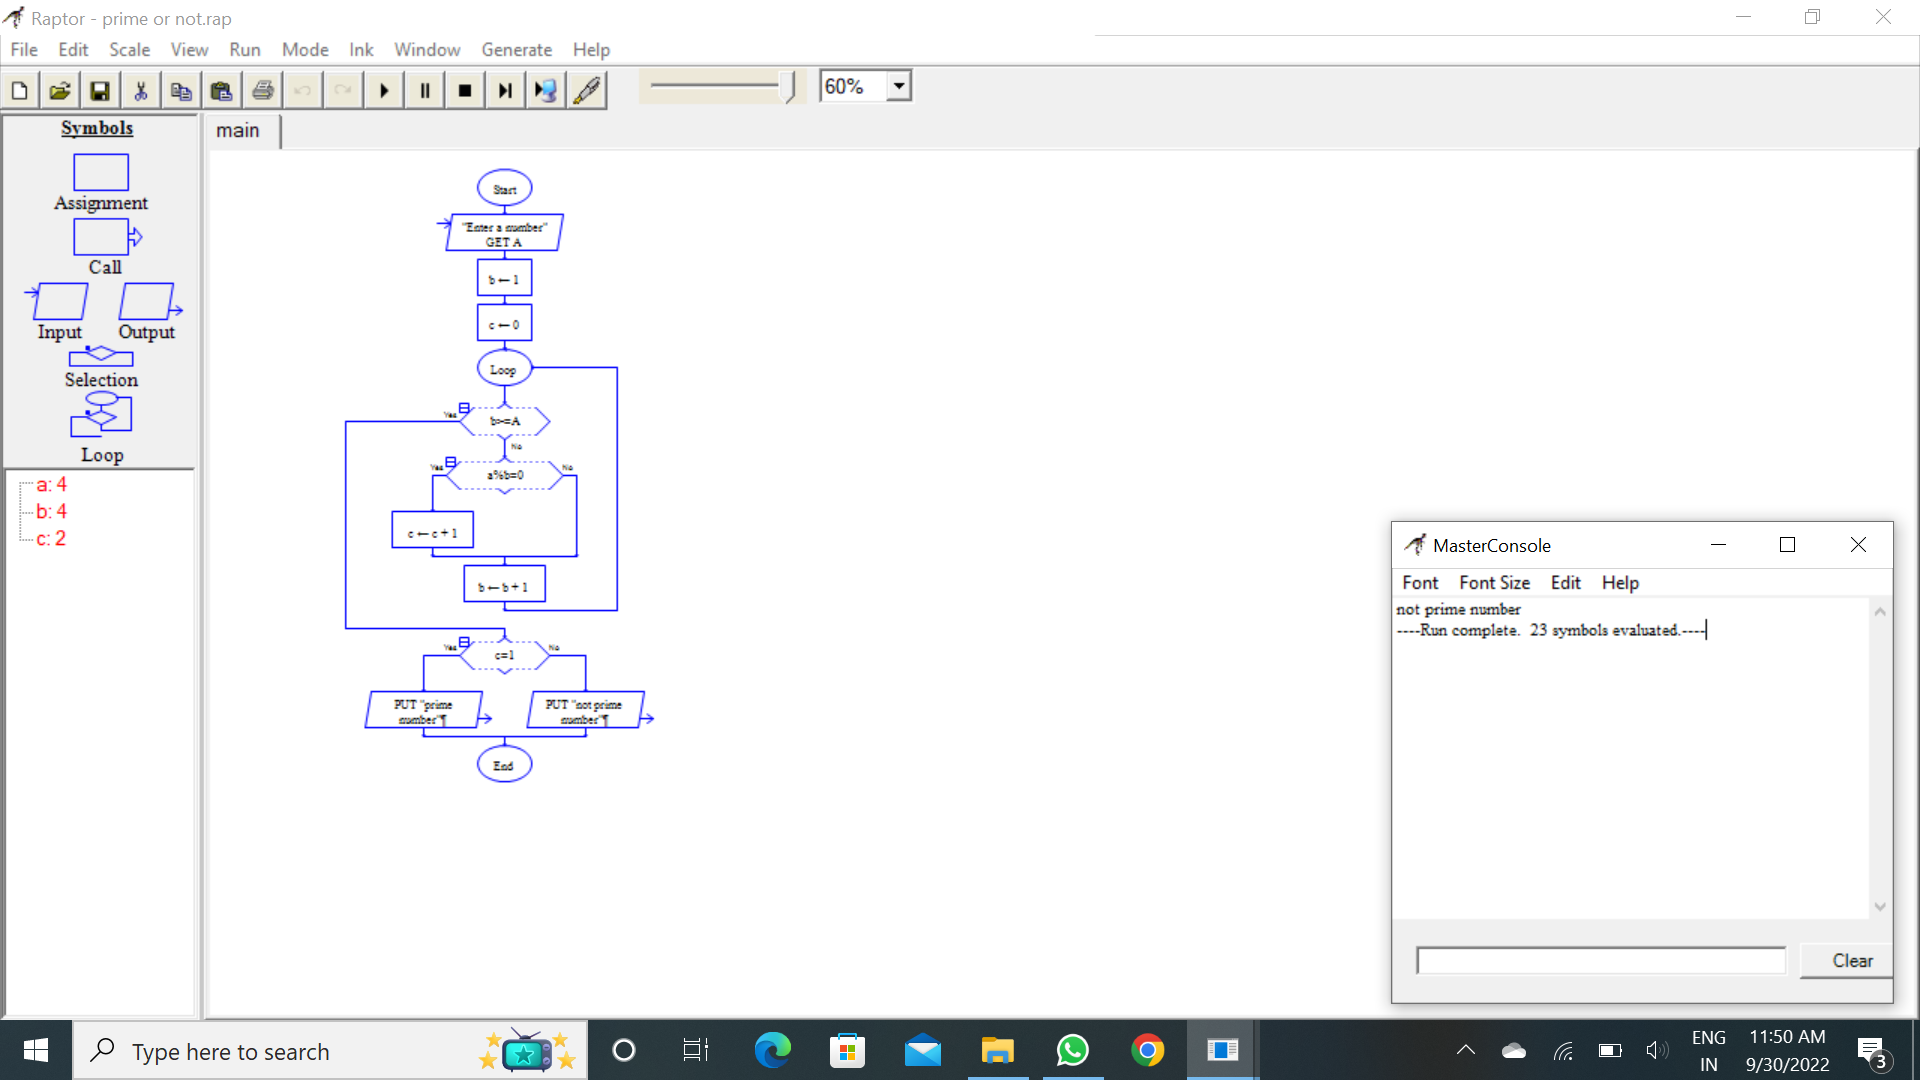 Raptor - prime or not.rap
File Edit Scale View Run Mode Ink Window Generate Help
60%
Symbols
Assignment
Call
Input Output
Selection
Loop
a: 4
b: 4
c: 2
main
Start
"Enter a number"
GET A
b ← 1
c ← 0
Loop
Yes
b>=A
No
Yes
a%b=0
No
c ← c + 1
b ← b + 1
Yes
c=1
No
PUT "prime
number"¶
PUT "not prime
number"¶
End
MasterConsole
Font Font Size Edit Help
not prime number
----Run complete. 23 symbols evaluated.----
Clear
Type here to search
ENG
IN
11:50 AM
9/30/2022
3